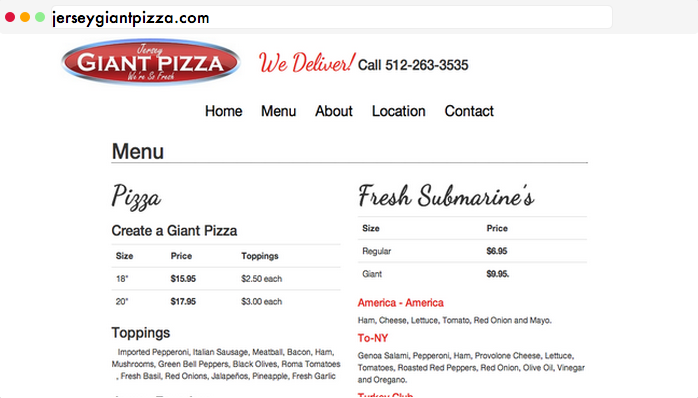 jerseygiantpizza.com
Jersey
GIANT PIZZA
We're So Fresh
We Deliver! Call 512-263-3535
Home Menu About Location Contact
Menu
Pizza
Create a Giant Pizza
Size Price Toppings
18" $15.95 $2.50 each
20" $17.95 $3.00 each
Toppings
Imported Pepperoni, Italian Sausage, Meatball, Bacon, Ham,
Mushrooms, Green Bell Peppers, Black Olives, Roma Tomatoes
, Fresh Basil, Red Onions, Jalapeños, Pineapple, Fresh Garlic
Fresh Submarine's
Size Price
Regular $6.95
Giant $9.95.
America - America
Ham, Cheese, Lettuce, Tomato, Red Onion and Mayo.
To-NY
Genoa Salami, Pepperoni, Ham, Provolone Cheese, Lettuce,
Tomatoes, Roasted Red Peppers, Red Onion, Olive Oil, Vinegar
and Oregano.
Turkey Club